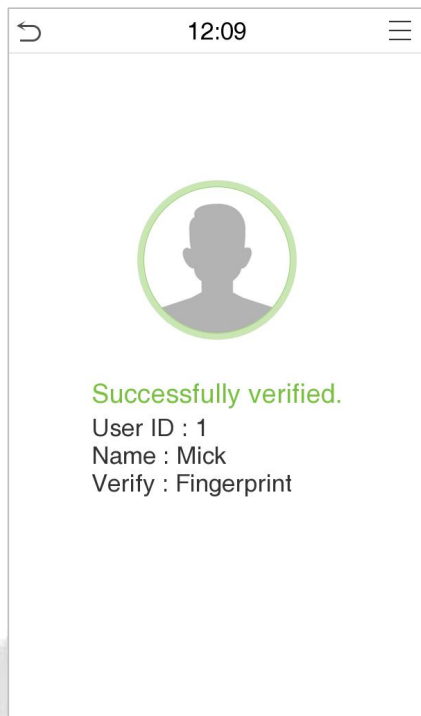 12:09
Successfully verified.
User ID : 1
Name : Mick
Verify : Fingerprint